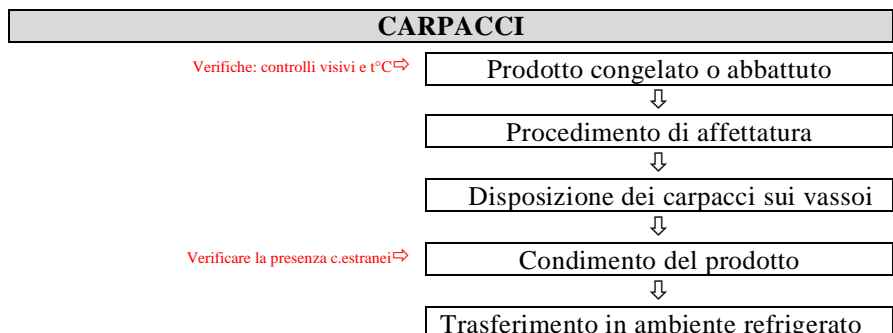 CARPACCI
Verifiche: controlli visivi e t°C⇨ Prodotto congelato o abbattuto
⇩
Procedimento di affettatura
⇩
Disposizione dei carpacci sui vassoi
⇩
Verificare la presenza c.estranei⇨ Condimento del prodotto
⇩
Trasferimento in ambiente refrigerato